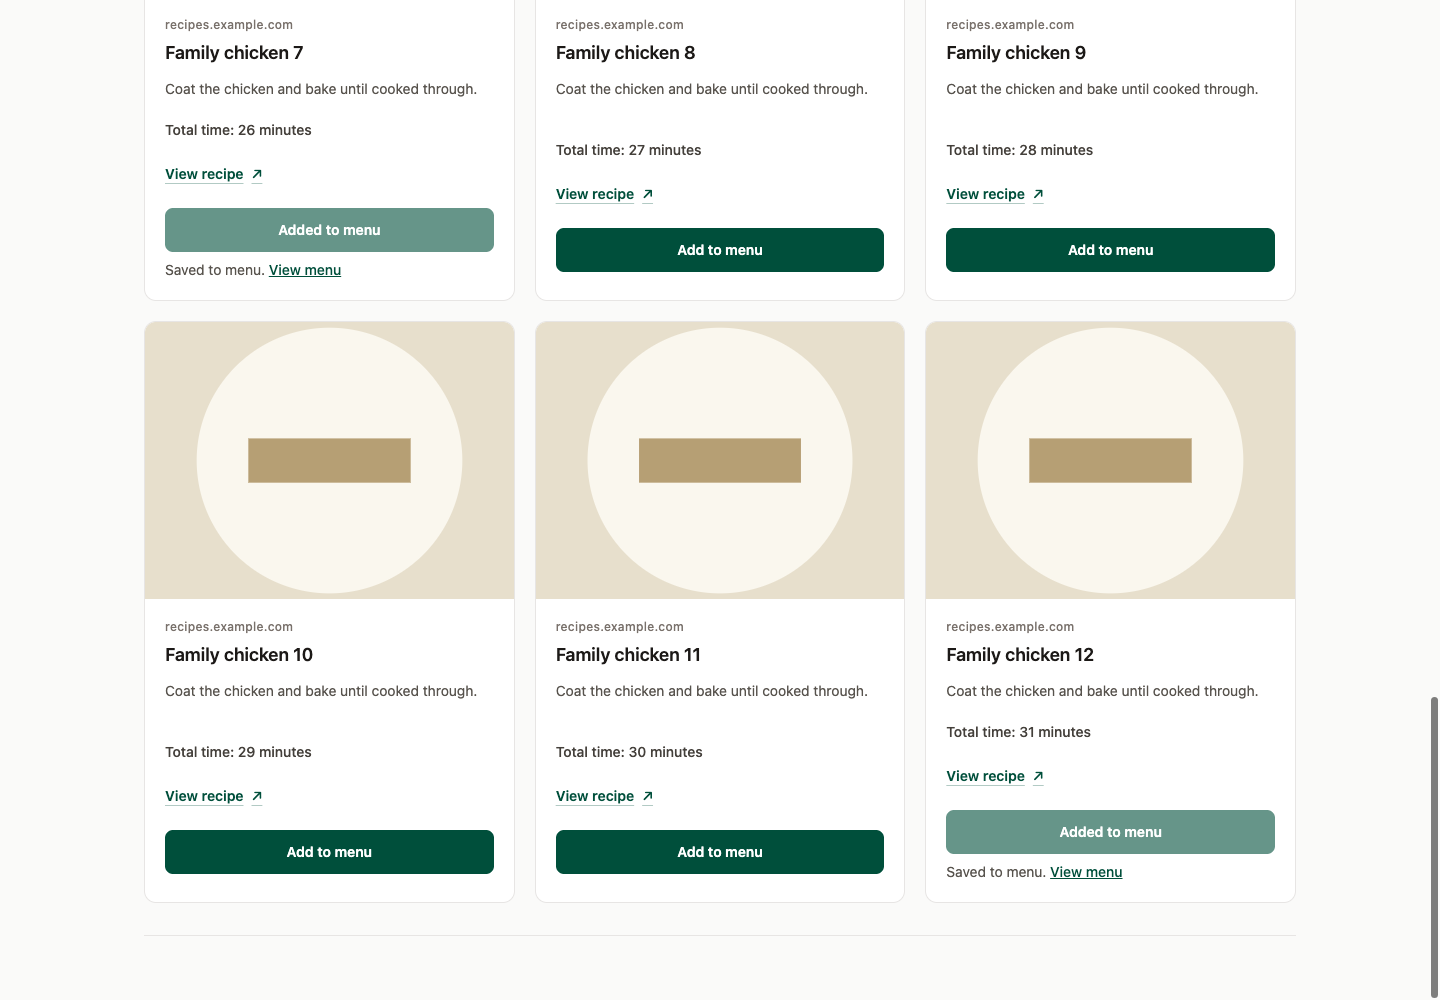 recipes.example.com
Family chicken 7
Coat the chicken and bake until cooked through.
Total time: 26 minutes
View recipe ↗
Added to menu
Saved to menu. View menu
recipes.example.com
Family chicken 8
Coat the chicken and bake until cooked through.
Total time: 27 minutes
View recipe ↗
Add to menu
recipes.example.com
Family chicken 9
Coat the chicken and bake until cooked through.
Total time: 28 minutes
View recipe ↗
Add to menu
recipes.example.com
Family chicken 10
Coat the chicken and bake until cooked through.
Total time: 29 minutes
View recipe ↗
Add to menu
recipes.example.com
Family chicken 11
Coat the chicken and bake until cooked through.
Total time: 30 minutes
View recipe ↗
Add to menu
recipes.example.com
Family chicken 12
Coat the chicken and bake until cooked through.
Total time: 31 minutes
View recipe ↗
Added to menu
Saved to menu. View menu